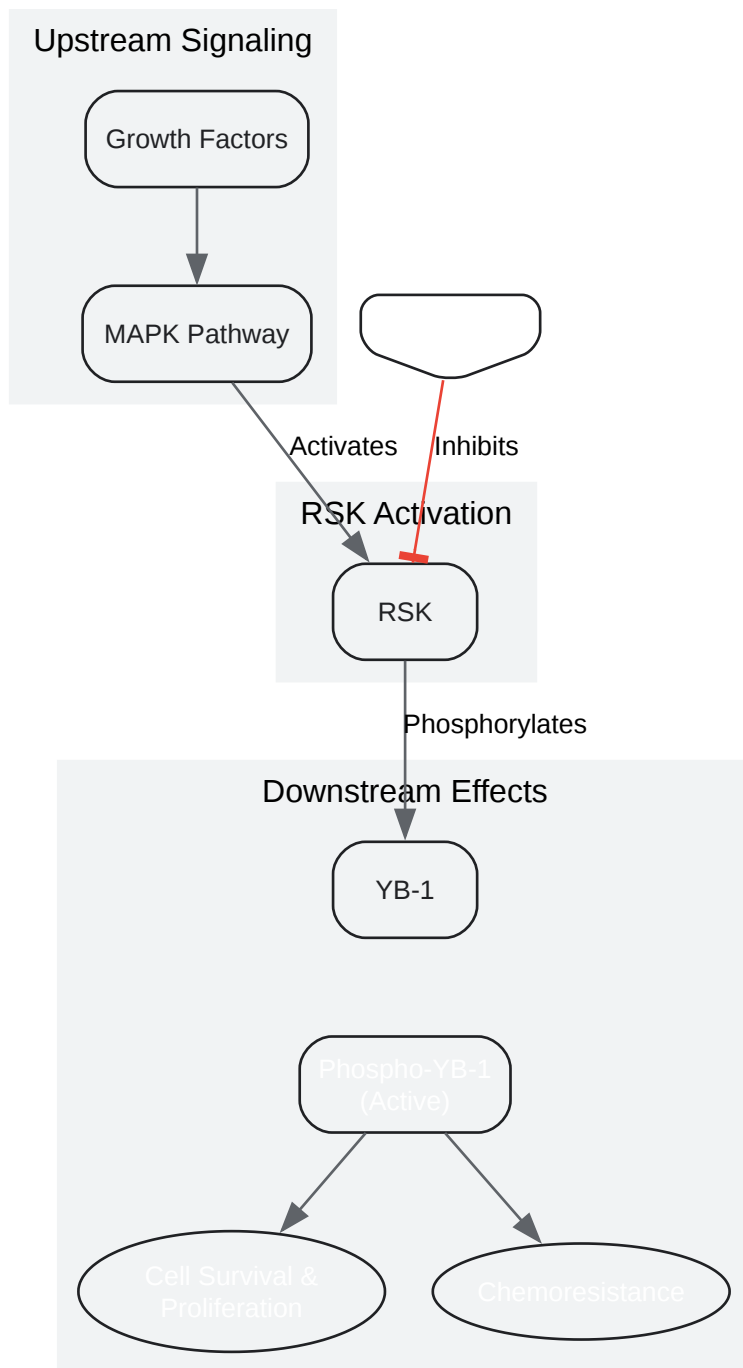 Upstream Signaling
Growth Factors
MAPK Pathway
Activates
Inhibits
RSK Activation
RSK
Phosphorylates
Downstream Effects
YB-1
Phospho-YB-1
(Active)
Cell Survival &
Proliferation
Chemoresistance